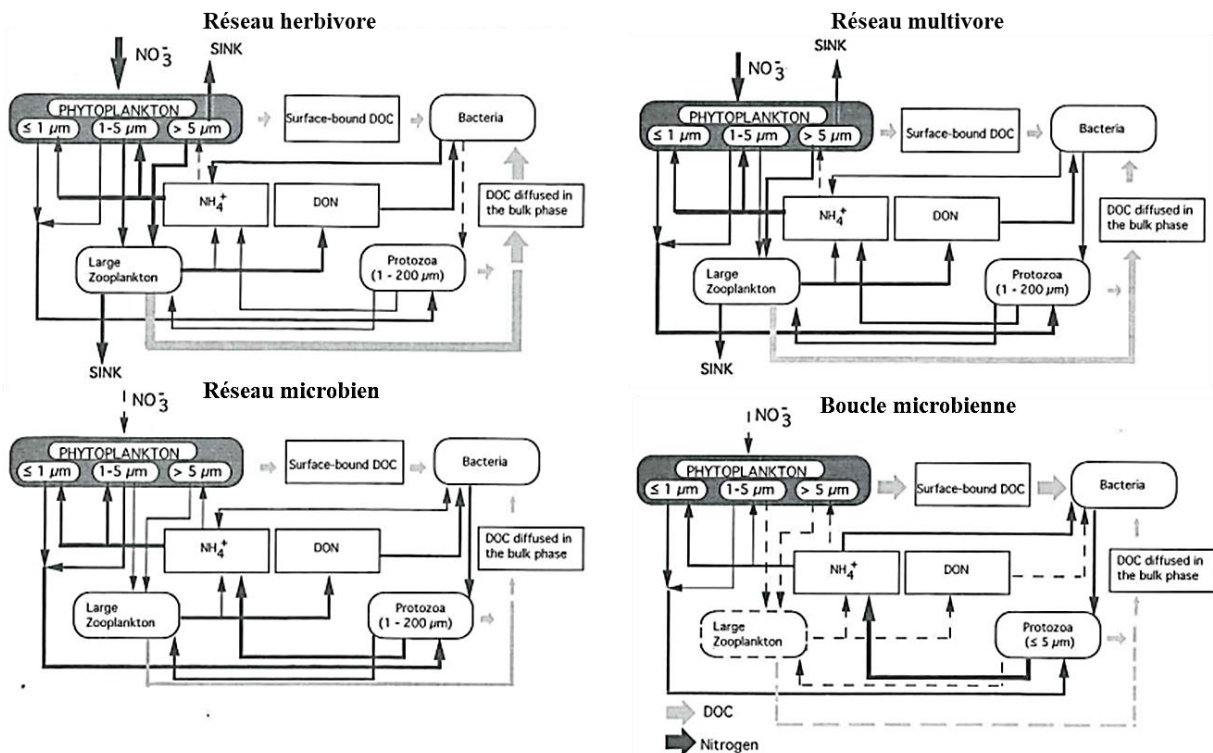 Réseau herbivore
NO3-
SINK
PHYTOPLANKTON
≤ 1 µm
1-5 µm
> 5 µm
Surface-bound DOC
Bacteria
NH4+
DON
DOC diffused
in the bulk phase
Large
Zooplankton
Protozoa
(1 - 200 µm)
SINK
Réseau multivore
NO3-
SINK
PHYTOPLANKTON
≤ 1 µm
1-5 µm
> 5 µm
Surface-bound DOC
Bacteria
NH4+
DON
DOC diffused
in the bulk phase
Large
Zooplankton
Protozoa
(1 - 200 µm)
SINK
Réseau microbien
NO3-
PHYTOPLANKTON
≤ 1 µm
1-5 µm
> 5 µm
Surface-bound DOC
Bacteria
NH4+
DON
DOC diffused
in the bulk phase
Large
Zooplankton
Protozoa
(1 - 200 µm)
Boucle microbienne
NO3-
PHYTOPLANKTON
≤ 1 µm
1-5 µm
> 5 µm
Surface-bound DOC
Bacteria
NH4+
DON
DOC diffused
in the bulk phase
Large
Zooplankton
Protozoa
(≤ 5 µm)
DOC
Nitrogen